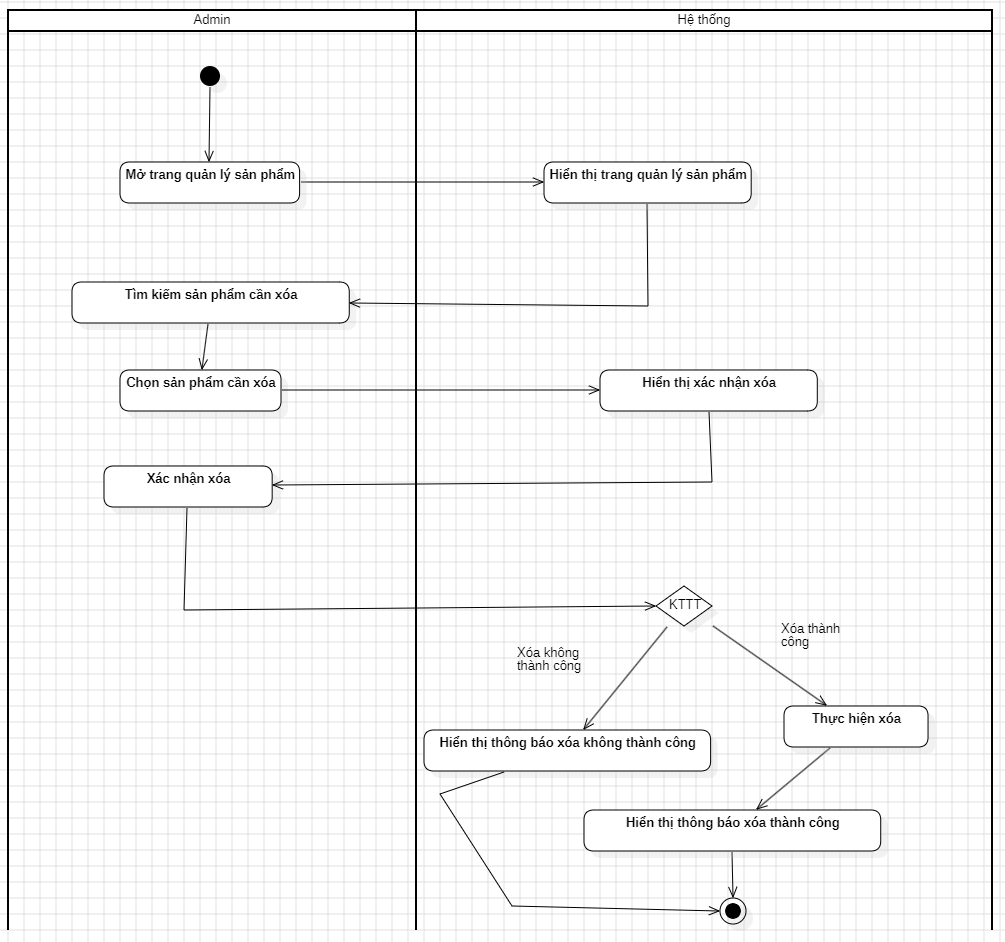 Admin
Hệ thống
Mở trang quản lý sản phẩm
Hiển thị trang quản lý sản phẩm
Tìm kiếm sản phẩm cần xóa
Chọn sản phẩm cần xóa
Hiển thị xác nhận xóa
Xác nhận xóa
KTTT
Xóa thành
công
Xóa không
thành công
Thực hiện xóa
Hiển thị thông báo xóa không thành công
Hiển thị thông báo xóa thành công